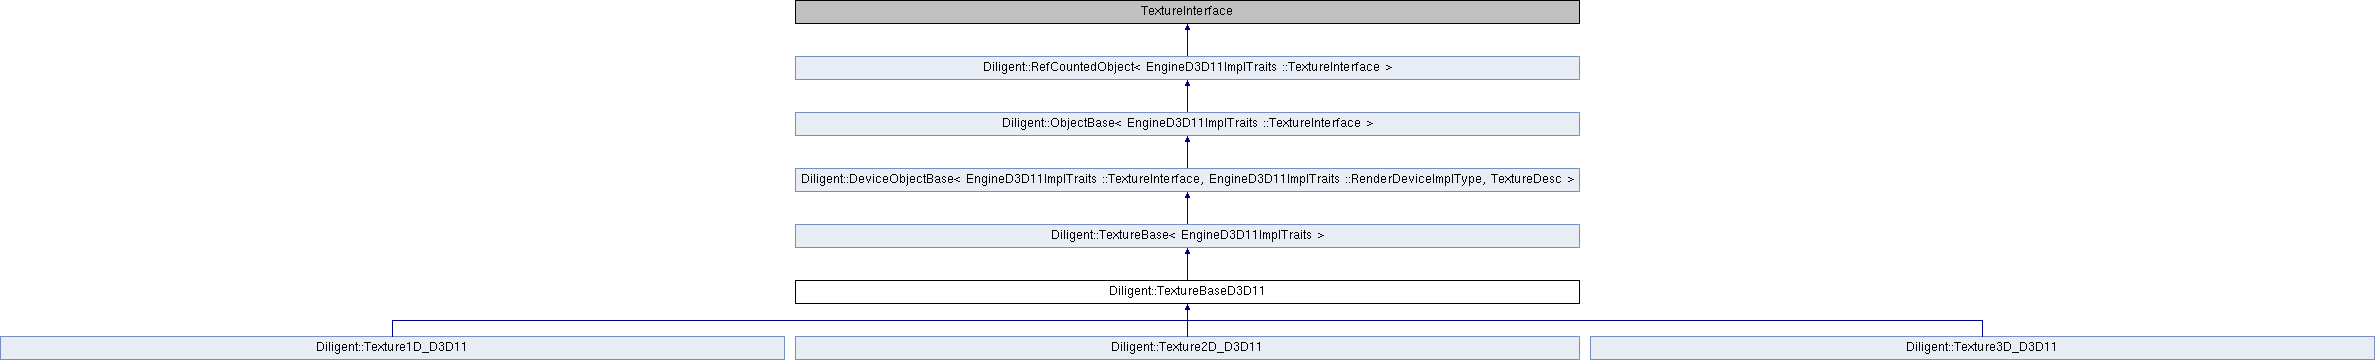 TextureInterface
Diligent::RefCountedObject< EngineD3D11ImplTraits ::TextureInterface >
Diligent::ObjectBase< EngineD3D11ImplTraits ::TextureInterface >
Diligent::DeviceObjectBase< EngineD3D11ImplTraits ::TextureInterface, EngineD3D11ImplTraits ::RenderDeviceImplType, TextureDesc >
Diligent::TextureBase< EngineD3D11ImplTraits >
Diligent::TextureBaseD3D11
Diligent::Texture1D_D3D11
Diligent::Texture2D_D3D11
Diligent::Texture3D_D3D11